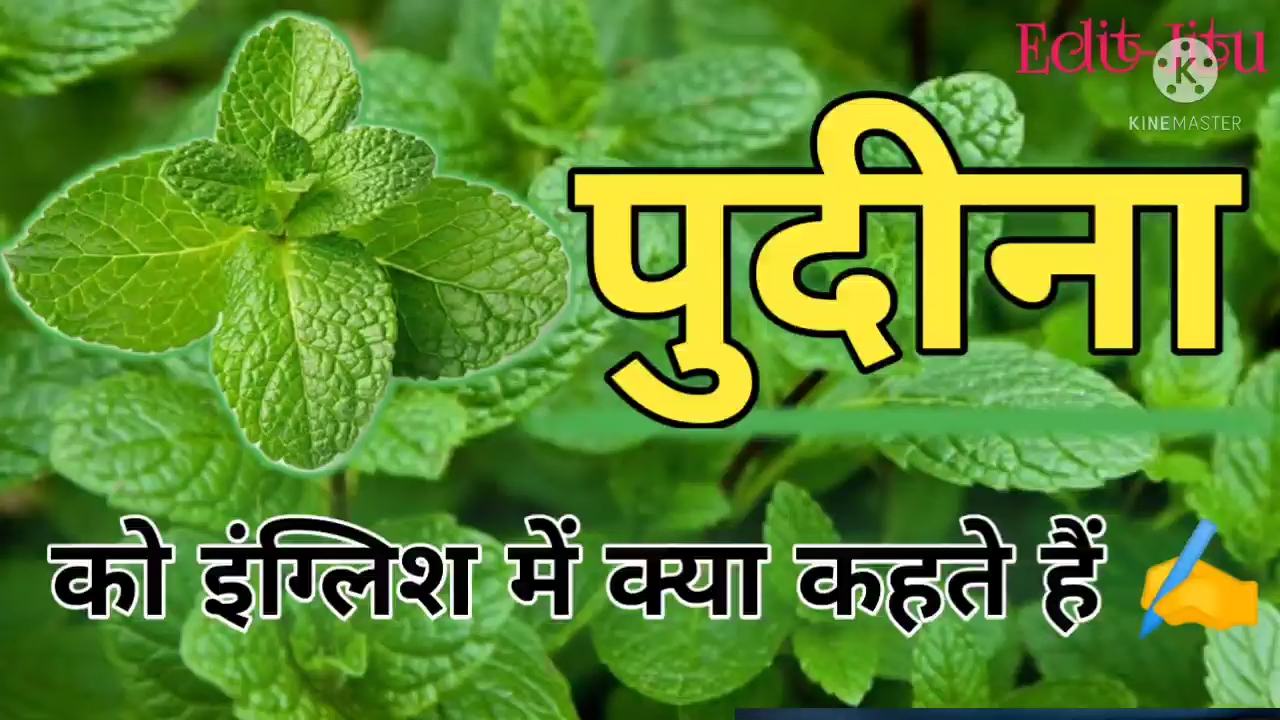 Edit-Jitu
K
KINEMASTER
पुदीना
को इंग्लिश में क्या कहते हैं